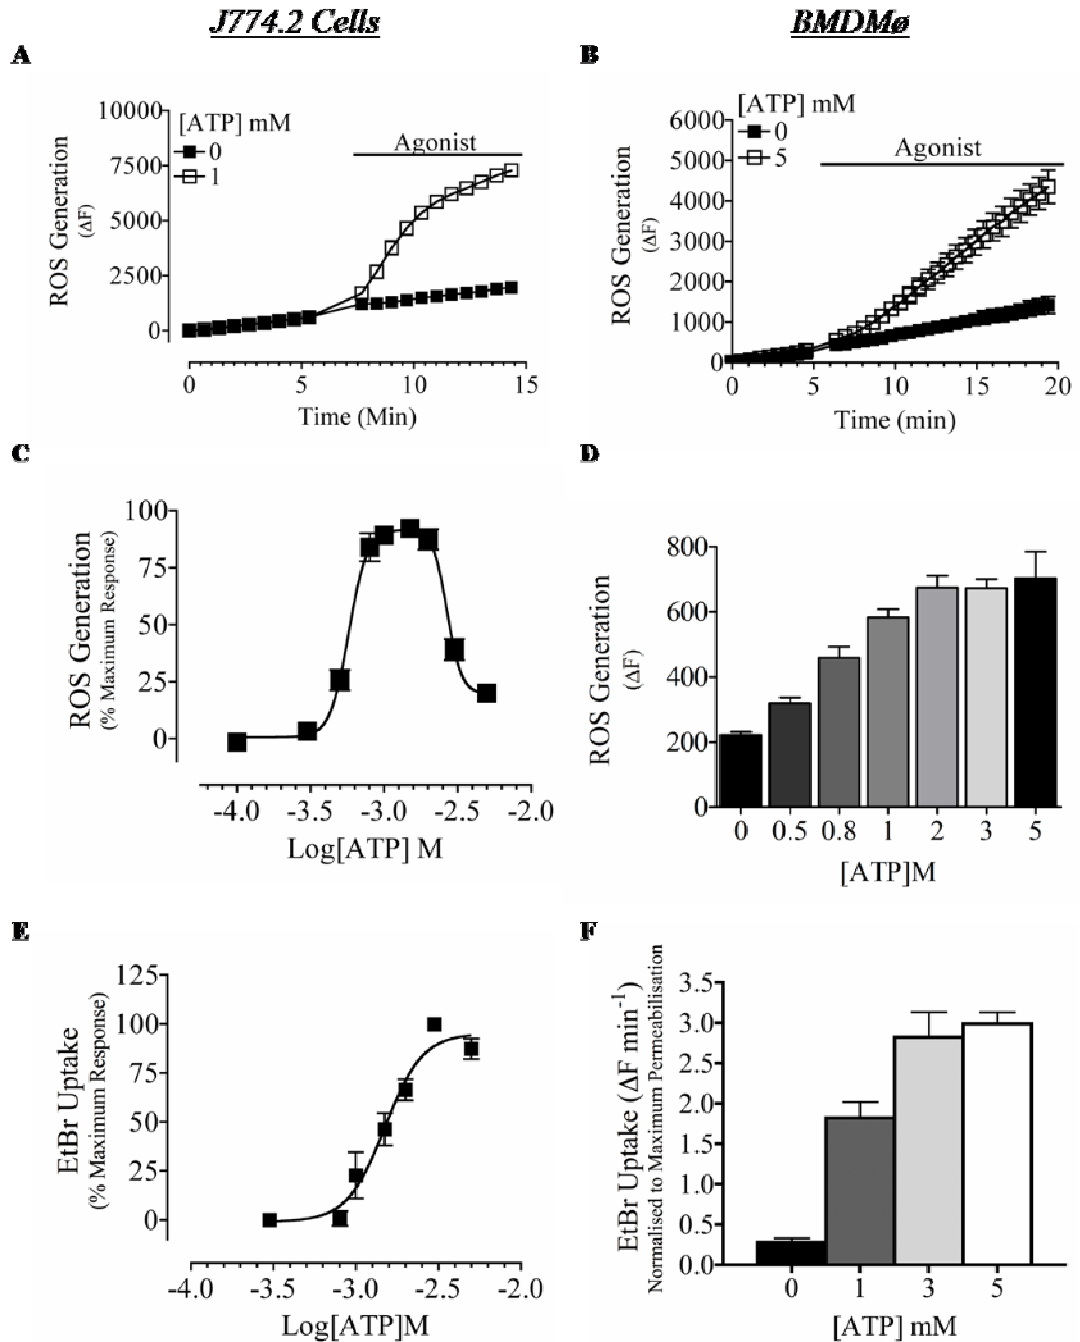 J774.2 Cells
BMDMø
A
[ATP] mM
0
1
Agonist
10000
7500
5000
2500
0
ROS Generation
(ΔF)
0 5 10 15
Time (Min)
B
[ATP] mM
0
5
Agonist
6000
5000
4000
3000
2000
1000
0
ROS Generation
(ΔF)
0 5 10 15 20
Time (min)
C
100
75
50
25
0
ROS Generation
(% Maximum Response)
-4.0 -3.5 -3.0 -2.5 -2.0
Log[ATP] M
D
800
600
400
200
0
ROS Generation
(ΔF)
0 0.5 0.8 1 2 3 5
[ATP]M
E
125
100
75
50
25
0
EtBr Uptake
(% Maximum Response)
-4.0 -3.5 -3.0 -2.5 -2.0
Log[ATP]M
F
3.5
3.0
2.5
2.0
1.5
1.0
0.5
0.0
EtBr Uptake (ΔF min⁻¹)
Normalised to Maximum Permeabilisation
0 1 3 5
[ATP] mM